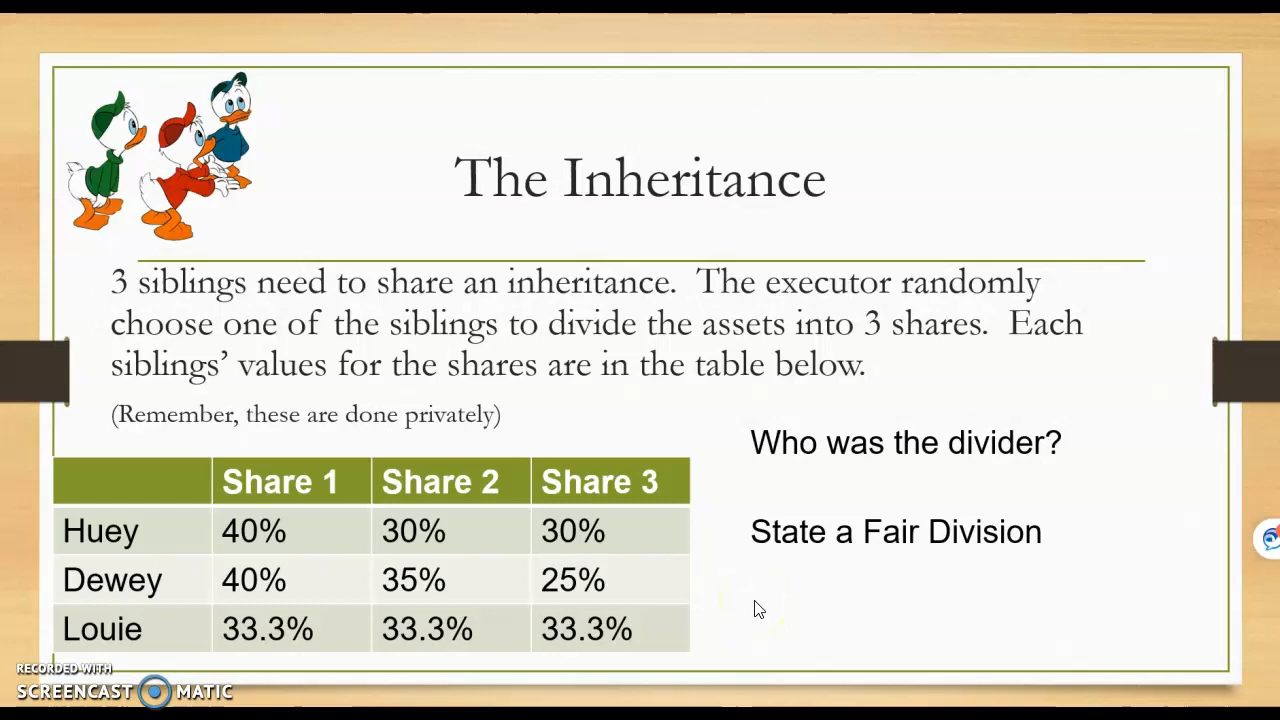 The Inheritance
3 siblings need to share an inheritance.  The executor randomly
choose one of the siblings to divide the assets into 3 shares.  Each
siblings’ values for the shares are in the table below.
(Remember, these are done privately)
Share 1 Share 2 Share 3
Huey 40% 30% 30%
Dewey 40% 35% 25%
Louie 33.3% 33.3% 33.3%
Who was the divider?
State a Fair Division
RECORDED WITH
SCREENCAST MATIC